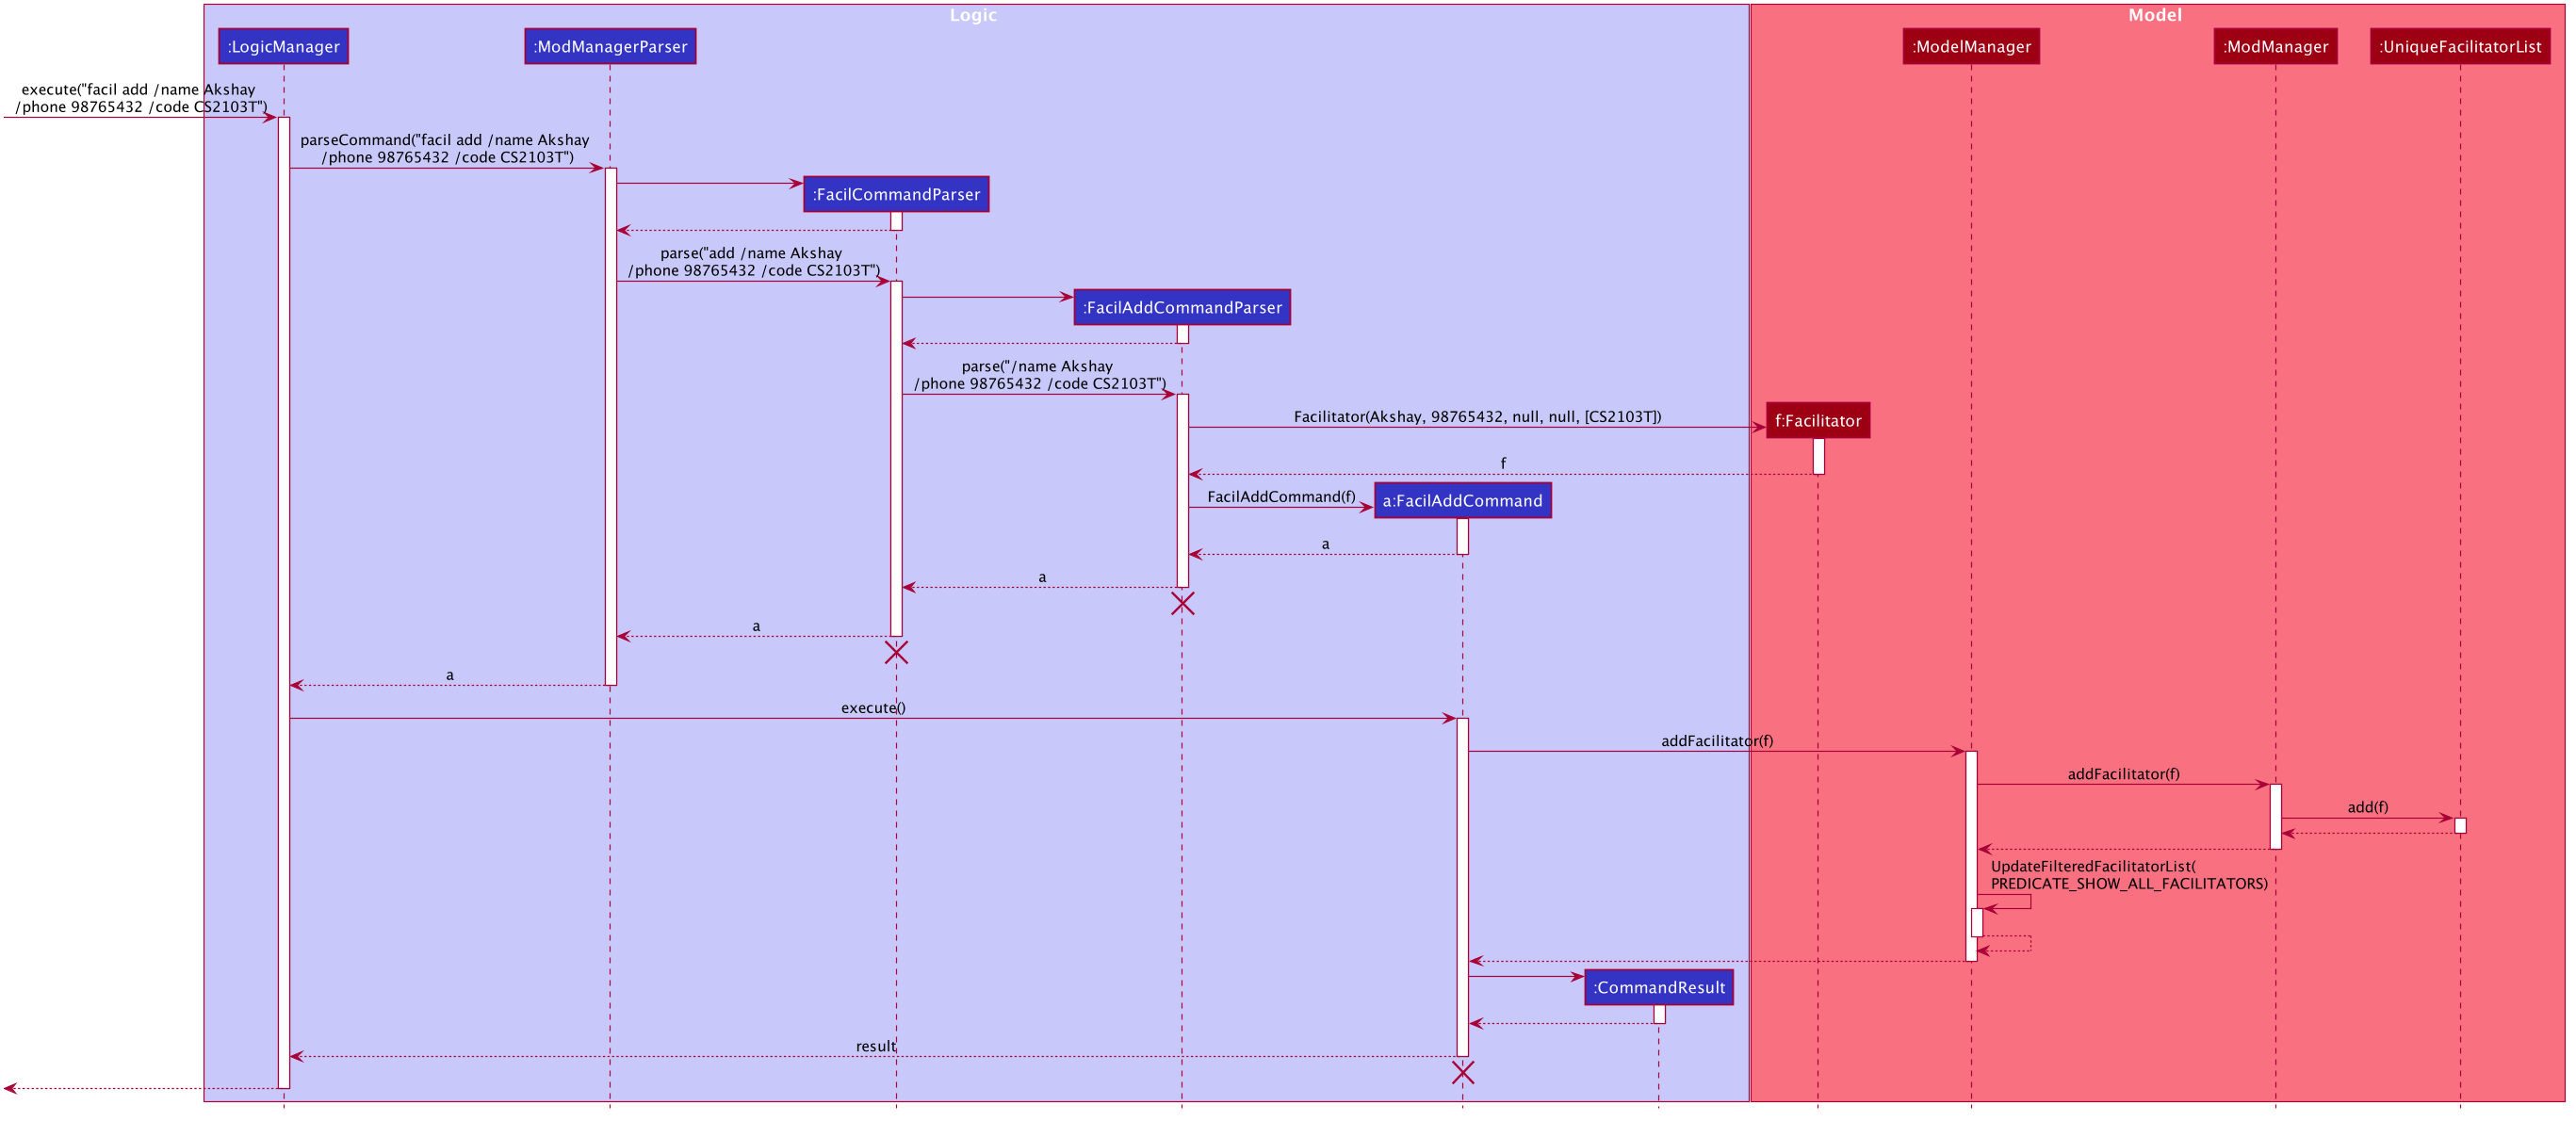 Logic
Model
:LogicManager
:ModManagerParser
:ModelManager
:ModManager
:UniqueFacilitatorList
execute("facil add /name Akshay
/phone 98765432 /code CS2103T")
parseCommand("facil add /name Akshay
/phone 98765432 /code CS2103T")
:FacilCommandParser
parse("add /name Akshay
/phone 98765432 /code CS2103T")
:FacilAddCommandParser
parse("/name Akshay
/phone 98765432 /code CS2103T")
Facilitator(Akshay, 98765432, null, null, [CS2103T])
f:Facilitator
f
FacilAddCommand(f)
a:FacilAddCommand
a
a
a
a
execute()
addFacilitator(f)
addFacilitator(f)
add(f)
UpdateFilteredFacilitatorList(
PREDICATE_SHOW_ALL_FACILITATORS)
:CommandResult
result